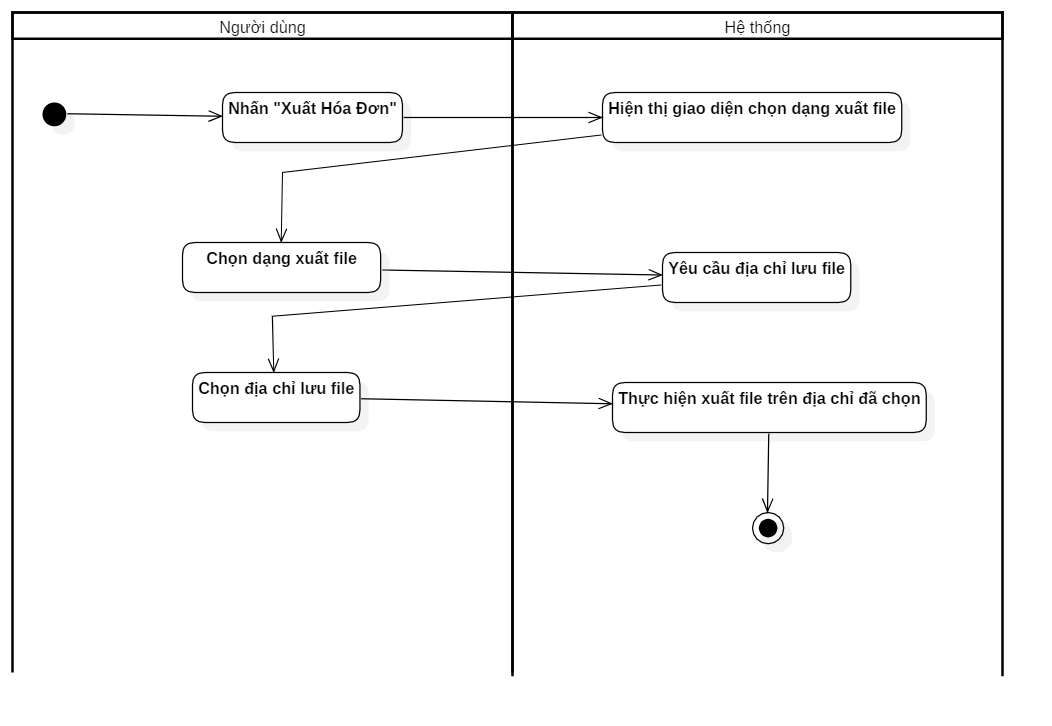 Người dùng
Hệ thống
Nhấn "Xuất Hóa Đơn"
Hiện thị giao diện chọn dạng xuất file
Chọn dạng xuất file
Yêu cầu địa chỉ lưu file
Chọn địa chỉ lưu file
Thực hiện xuất file trên địa chỉ đã chọn